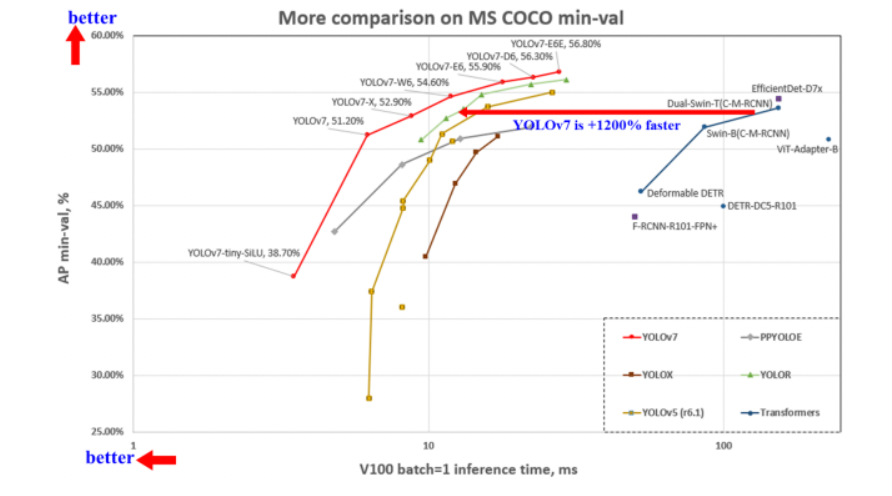 More comparison on MS COCO min-val
better
60.00%
55.00%
50.00%
45.00%
40.00%
35.00%
30.00%
25.00%
AP min-val, %
YOLOv7-E6E, 56.80%
YOLOv7-D6, 56.30%
YOLOv7-E6, 55.90%
YOLOv7-W6, 54.60%
YOLOv7-X, 52.90%
YOLOv7, 51.20%
YOLOv7-tiny-SiLU, 38.70%
EfficientDet-D7x
Dual-Swin-T(C-M-RCNN)
YOLOv7 is +1200% faster
Swin-B(C-M-RCNN)
ViT-Adapter-B
Deformable DETR
DETR-DC5-R101
F-RCNN-R101-FPN+
YOLOv7
PPYOLOE
YOLOX
YOLOR
YOLOv5 (r6.1)
Transformers
1
10
100
better
V100 batch=1 inference time, ms